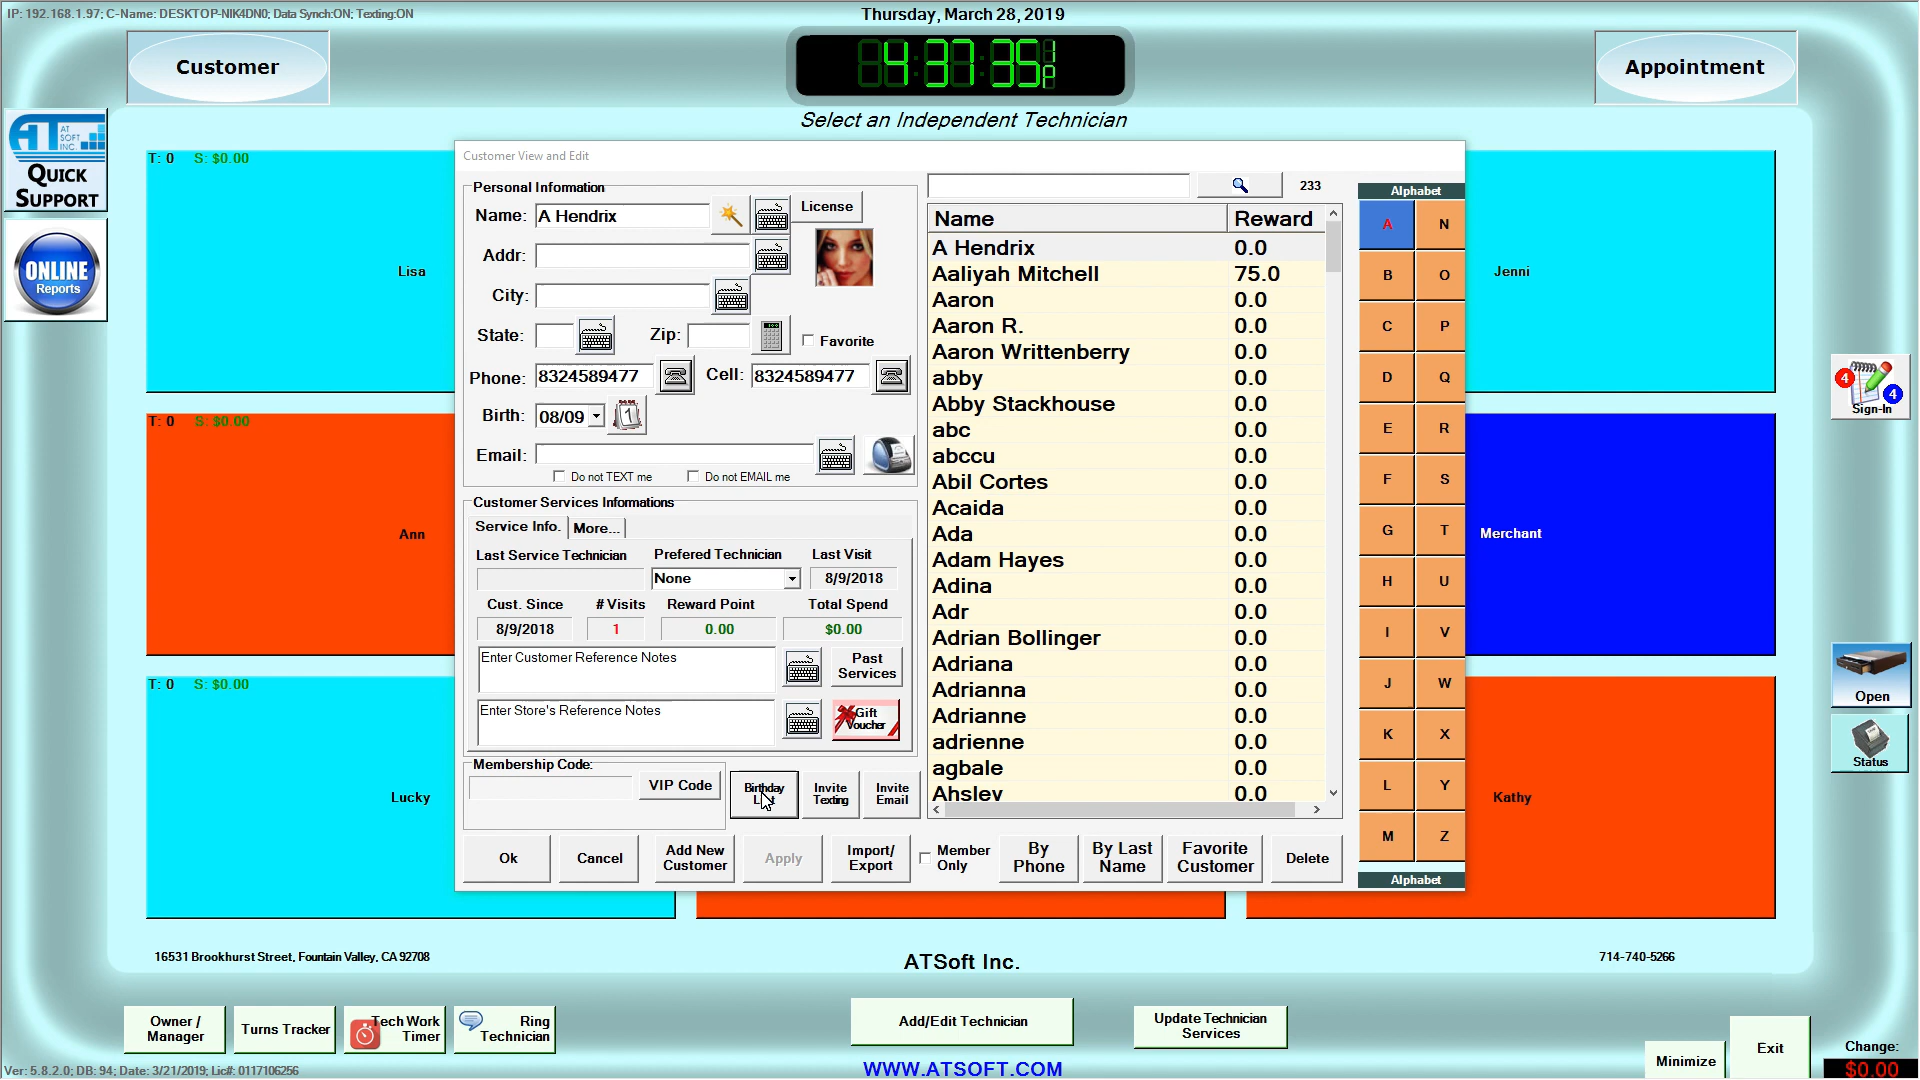 IP: 192.168.1.97; C-Name: DESKTOP-NIK4DN0; Data Synch:ON; Texting:ON
Thursday, March 28, 2019
Customer
4:37:35 P
Appointment
Select an Independent Technician
AT SOFT INC.
QUICK SUPPORT
ONLINE Reports
T: 0 S: $0.00
Lisa
T: 0 S: $0.00
Ann
T: 0 S: $0.00
Lucky
Jenni
Merchant
Kathy
Customer View and Edit
Personal Information
Name: A Hendrix
License
Addr:
City:
State:
Zip:
Favorite
Phone: 8324589477 Cell: 8324589477
Birth: 08/09
1
Email:
Do not TEXT me Do not EMAIL me
Customer Services Informations
Service Info. More...
Last Service Technician Prefered Technician Last Visit
None 8/9/2018
Cust. Since # Visits Reward Point Total Spend
8/9/2018 1 0.00 $0.00
Enter Customer Reference Notes
Past Services
Enter Store's Reference Notes
Gift Voucher
Membership Code:
VIP Code
Birthday
Invite Texting
Invite Email
Ok
Cancel
Add New Customer
Apply
Import/ Export
Member Only
By Phone
By Last Name
Favorite Customer
Delete
233
Name Reward
A Hendrix 0.0
Aaliyah Mitchell 75.0
Aaron 0.0
Aaron R. 0.0
Aaron Writtenberry 0.0
abby 0.0
Abby Stackhouse 0.0
abc 0.0
abccu 0.0
Abil Cortes 0.0
Acaida 0.0
Ada 0.0
Adam Hayes 0.0
Adina 0.0
Adr 0.0
Adrian Bollinger 0.0
Adriana 0.0
Adrianna 0.0
Adrianne 0.0
adrienne 0.0
agbale 0.0
Ahsley 0.0
Alphabet
A N
B O
C P
D Q
E R
F S
G T
H U
I V
J W
K X
L Y
M Z
Alphabet
4
4
Sign-In
Open
Status
16531 Brookhurst Street, Fountain Valley, CA 92708
ATSoft Inc.
714-740-5266
Owner / Manager
Turns Tracker
Tech Work Timer
Ring Technician
Add/Edit Technician
Update Technician Services
Minimize
Exit
Change:
$0.00
Ver: 5.8.2.0; DB: 94; Date: 3/21/2019; Lic#: 0117106256
WWW.ATSOFT.COM